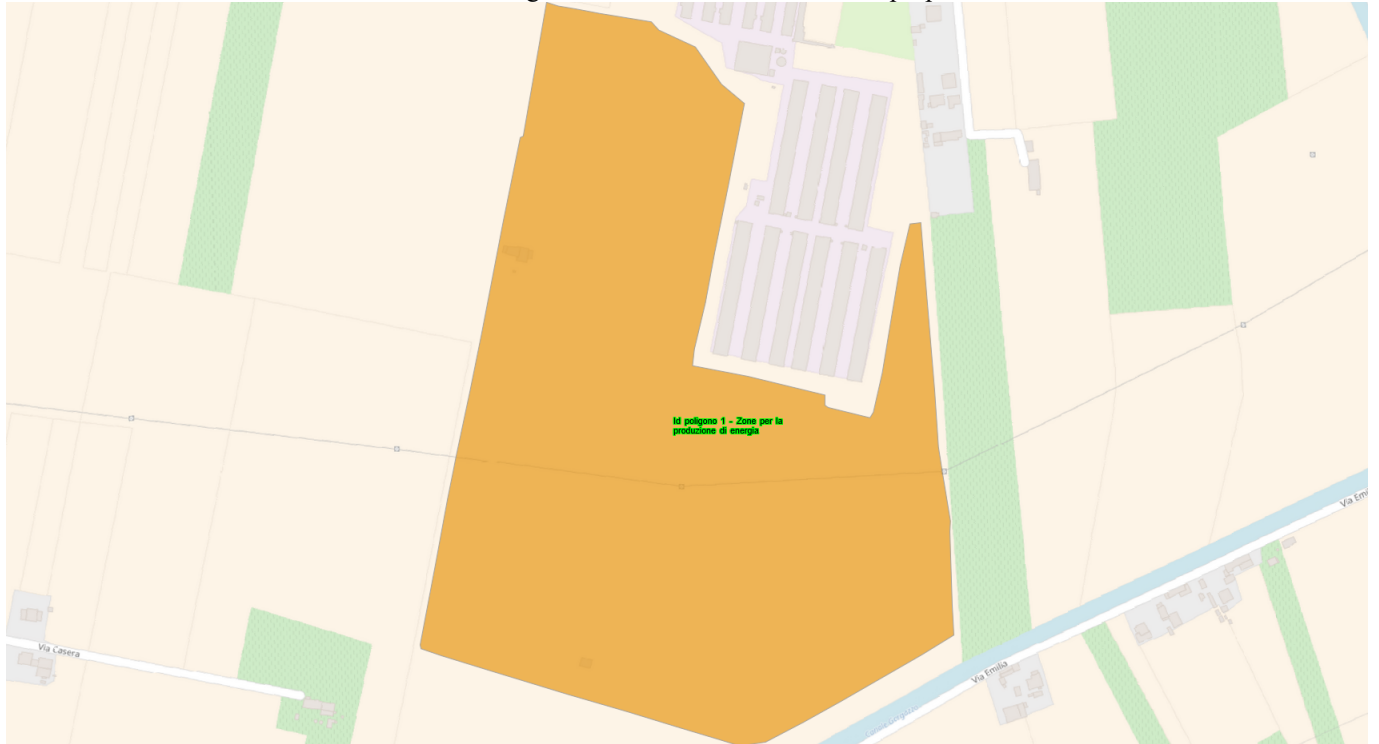 Id poligono 1 - Zone per la
produzione di energia
Via Emi
Via Casera
Via Emilia